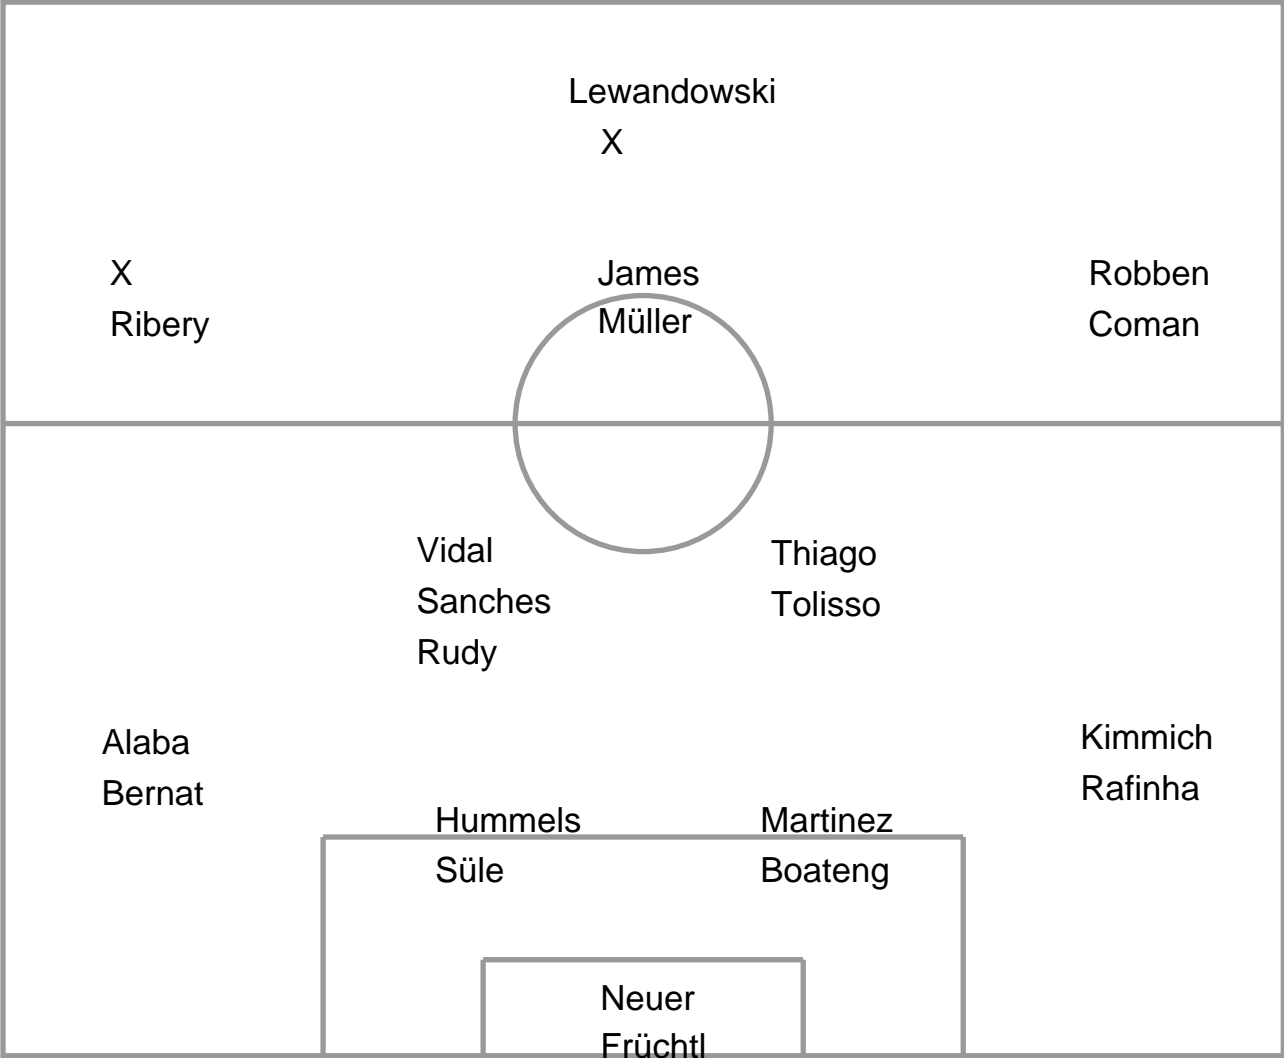 Lewandowski
X
X
Ribery
James
Müller
Robben
Coman
Vidal
Sanches
Rudy
Thiago
Tolisso
Alaba
Bernat
Kimmich
Rafinha
Hummels
Süle
Martinez
Boateng
Neuer
Früchtl